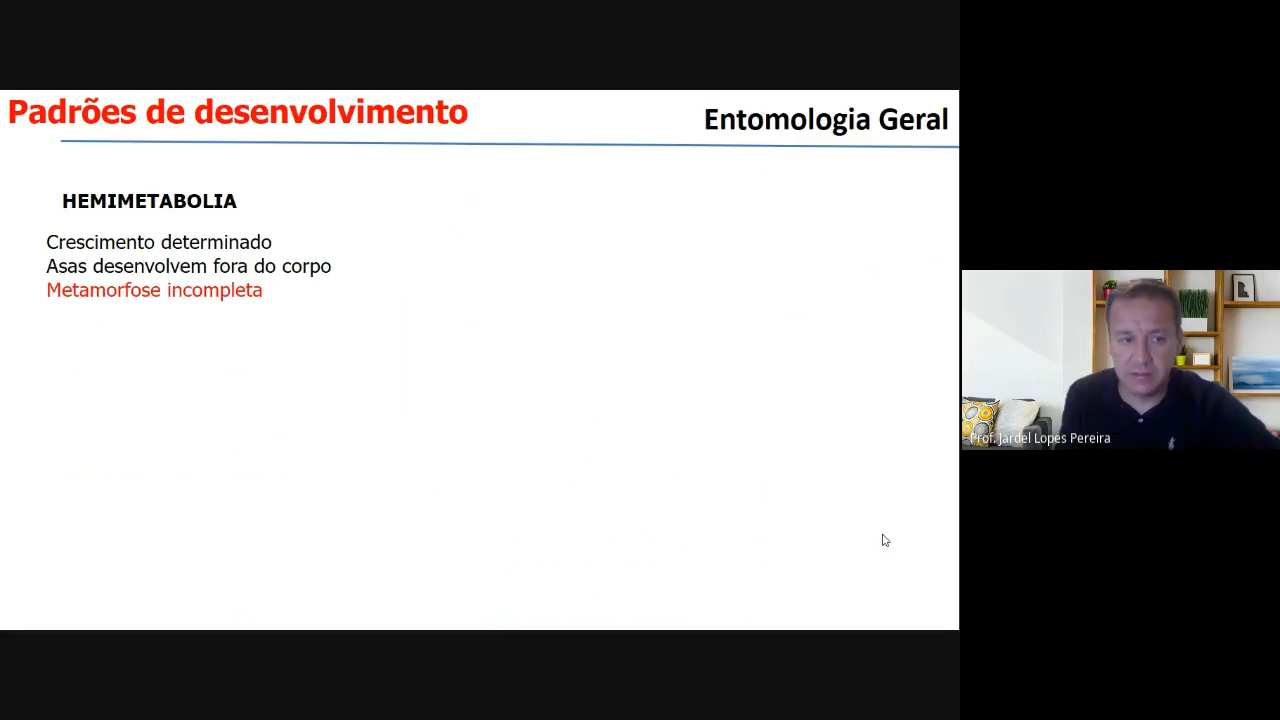 Padrões de desenvolvimento
Entomologia Geral
HEMIMETABOLIA
Crescimento determinado
Asas desenvolvem fora do corpo
Metamorfose incompleta
Prof. Jardel Lopes Pereira